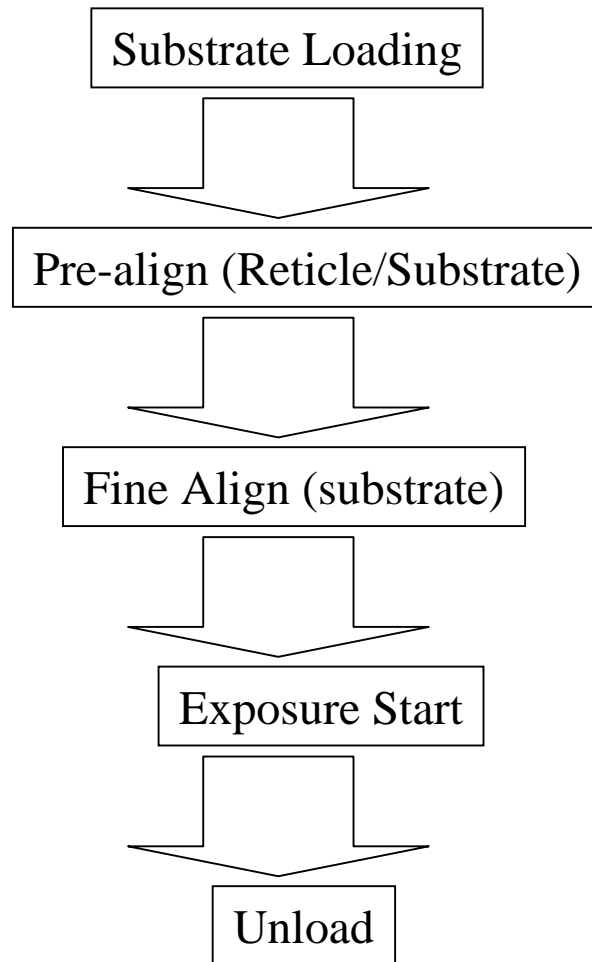 Substrate Loading
Pre-align (Reticle/Substrate)
Fine Align (substrate)
Exposure Start
Unload